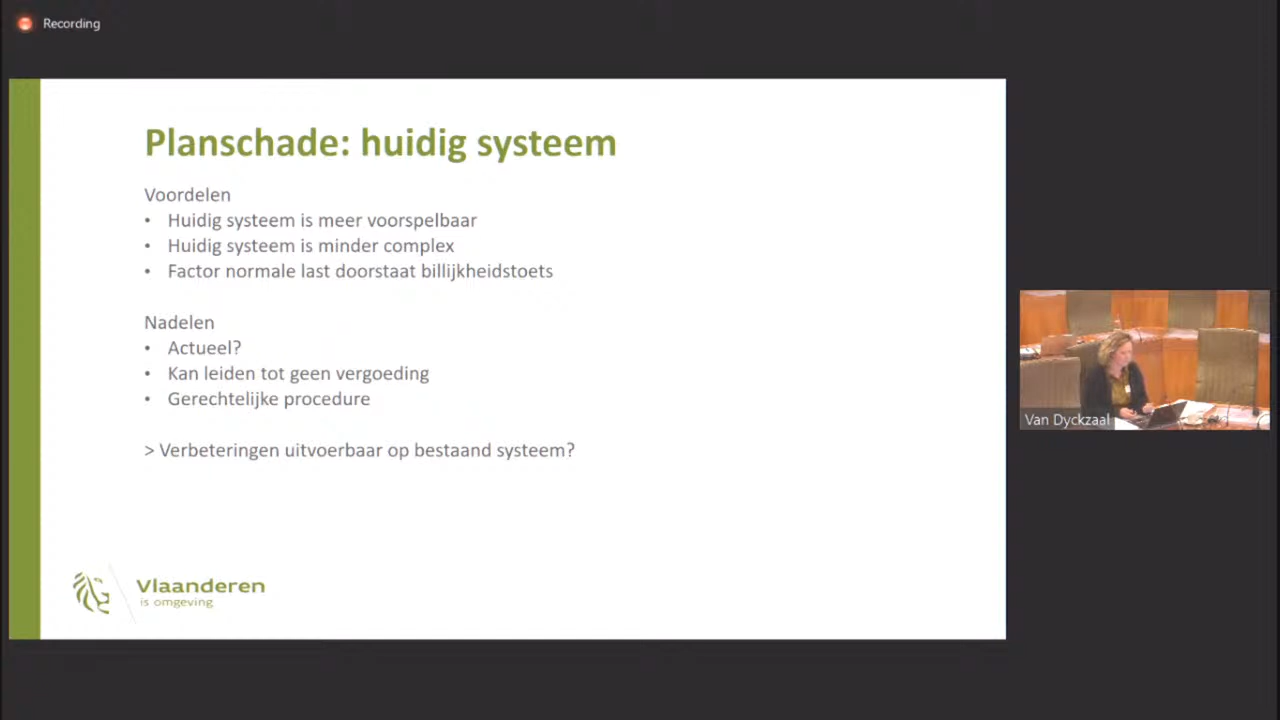 Recording
Planschade: huidig systeem
Voordelen
• Huidig systeem is meer voorspelbaar
• Huidig systeem is minder complex
• Factor normale last doorstaat billijkheidstoets
Nadelen
• Actueel?
• Kan leiden tot geen vergoeding
• Gerechtelijke procedure
> Verbeteringen uitvoerbaar op bestaand systeem?
Vlaanderen
is omgeving
Van Dyckzaal